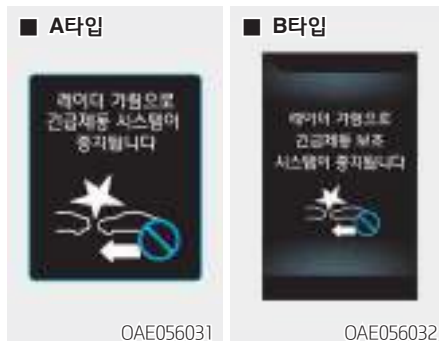 ■ A타입
레이더 가림으로
긴급제동 시스템이
중지됩니다
OAE056031
■ B타입
레이더 가림으로
긴급제동 보조
시스템이 중지됩니다
OAE056032